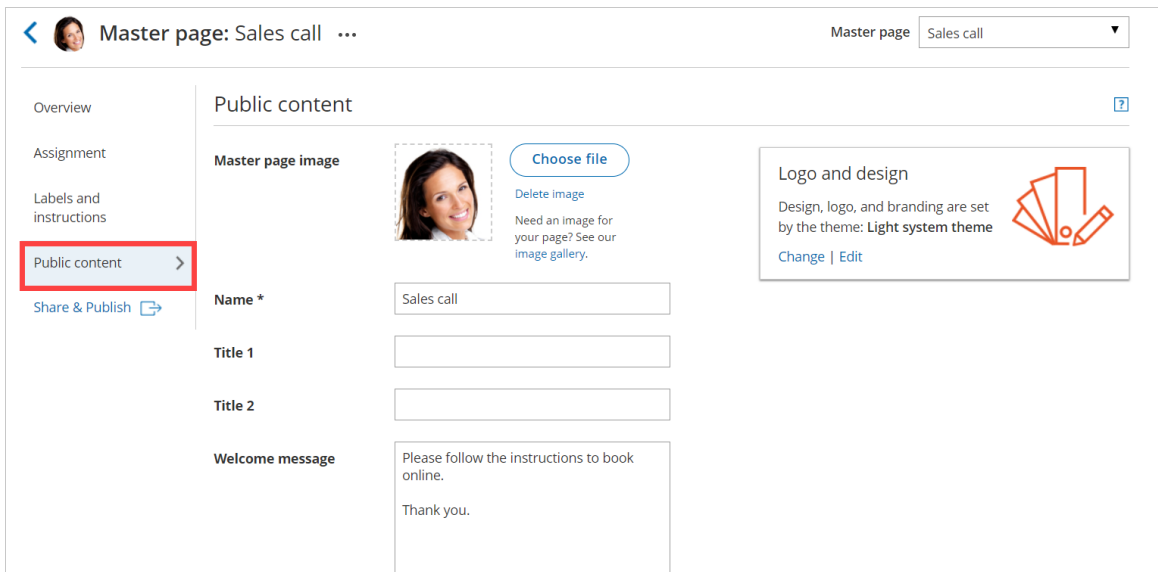 Master page: Sales call ...
Master page Sales call
Overview
Assignment
Labels and
instructions
Public content
Share & Publish
Public content
?
Master page image
Choose file
Delete image
Need an image for
your page? See our
image gallery.
Logo and design
Design, logo, and branding are set
by the theme: Light system theme
Change | Edit
Name *
Sales call
Title 1
Title 2
Welcome message
Please follow the instructions to book
online.
Thank you.